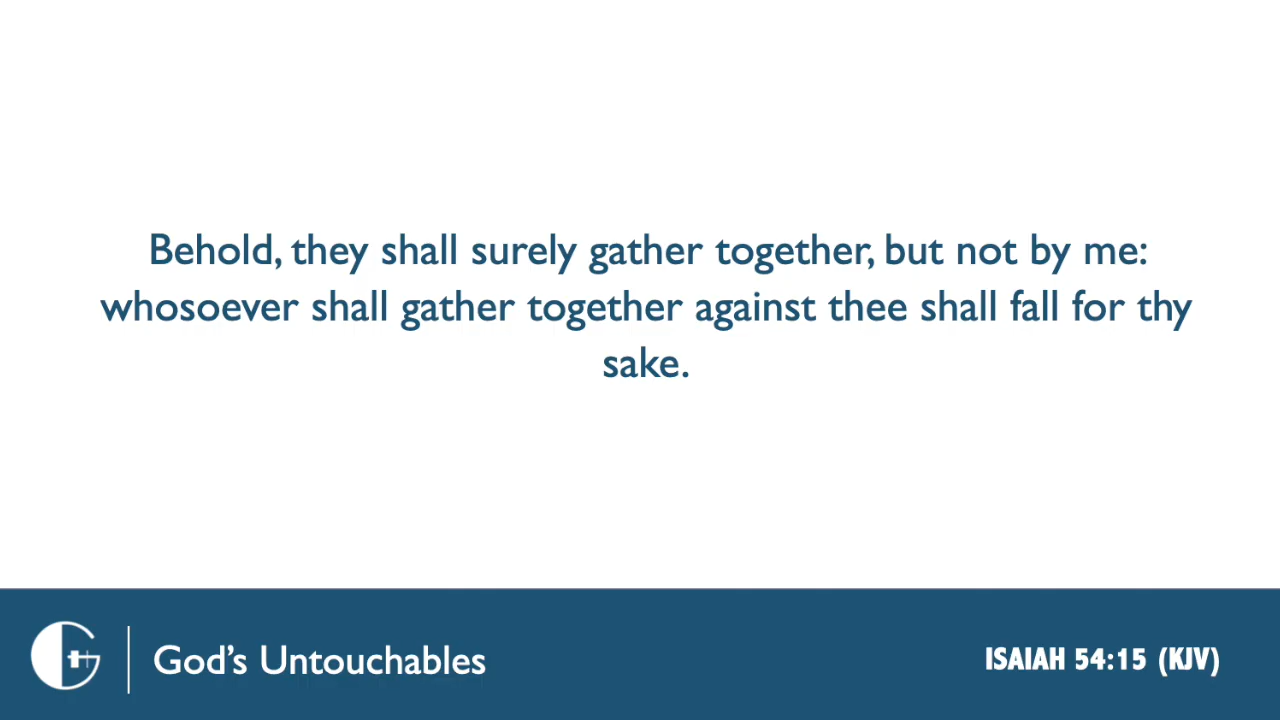 Behold, they shall surely gather together, but not by me:
whosoever shall gather together against thee shall fall for thy
sake.
God's Untouchables
ISAIAH 54:15 (KJV)